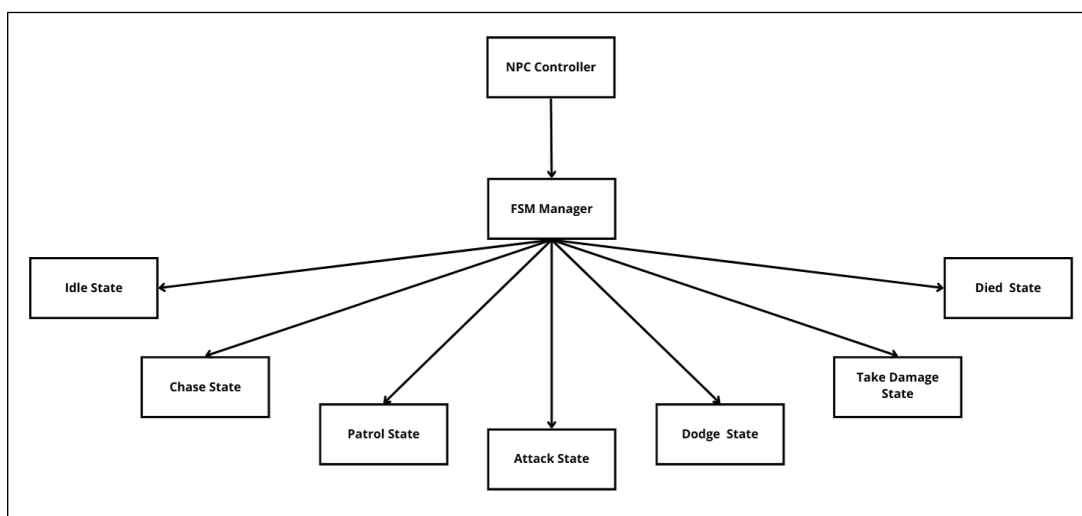 NPC Controller
FSM Manager
Idle State
Died  State
Chase State
Take Damage
State
Patrol State
Dodge  State
Attack State